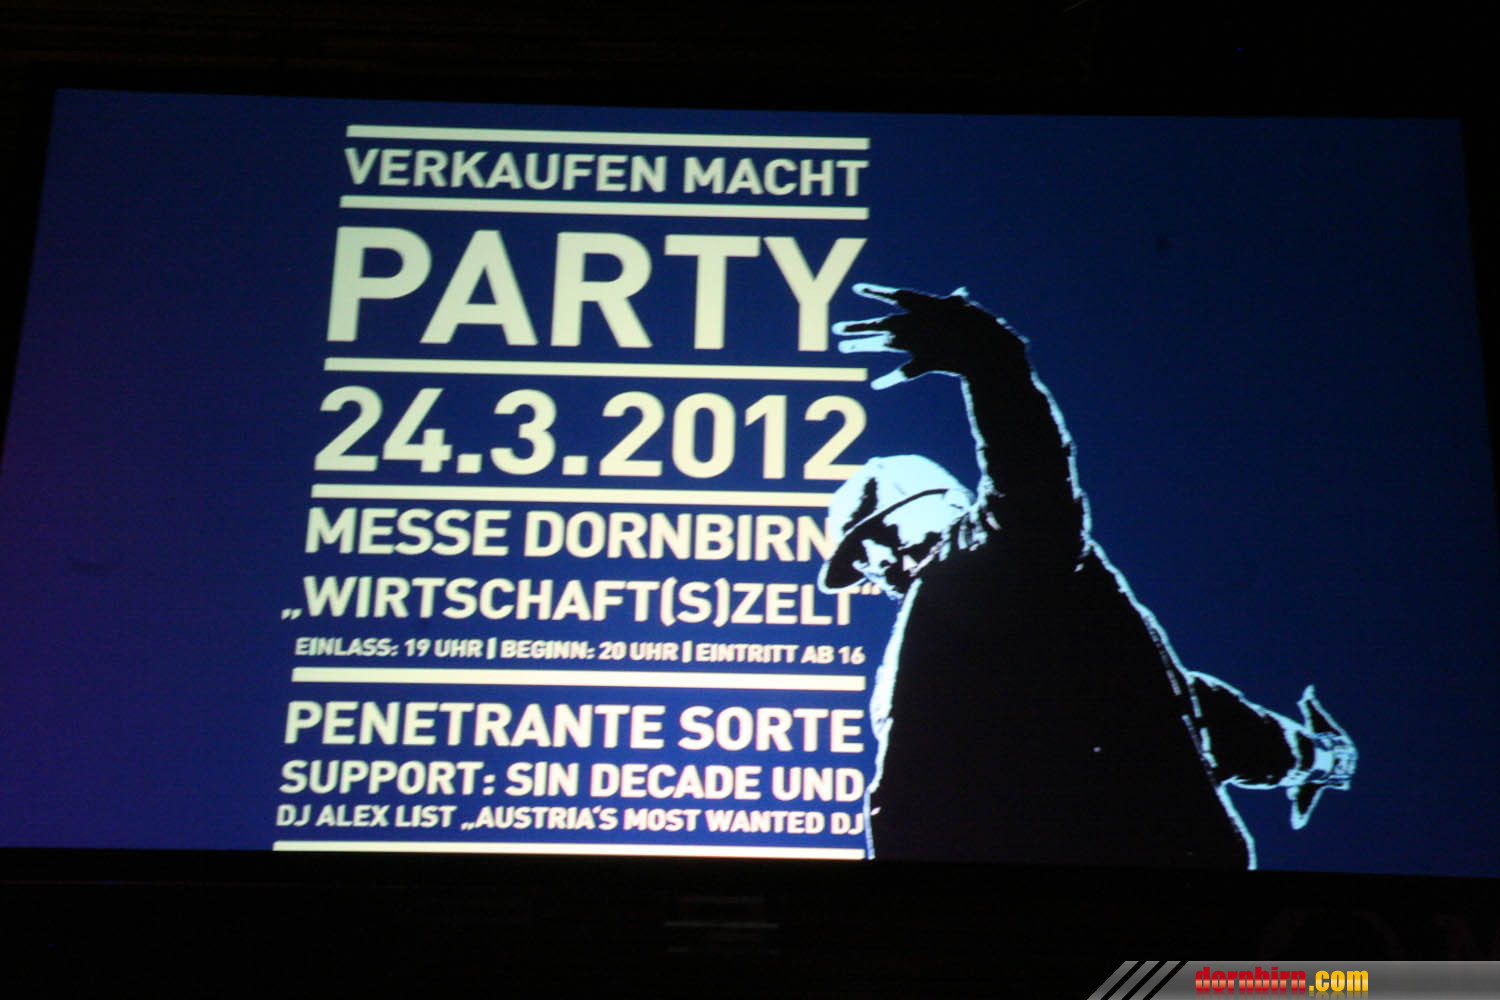 VERKAUFEN MACHT
PARTY
24.3.2012
MESSE DORNBIRN
„WIRTSCHAFT(S)ZELT“
EINLASS: 19 UHR | BEGINN: 20 UHR | EINTRITT AB 16
PENETRANTE SORTE
SUPPORT: SIN DECADE UND
DJ ALEX LIST „AUSTRIA‘S MOST WANTED DJ
dornbirn.com